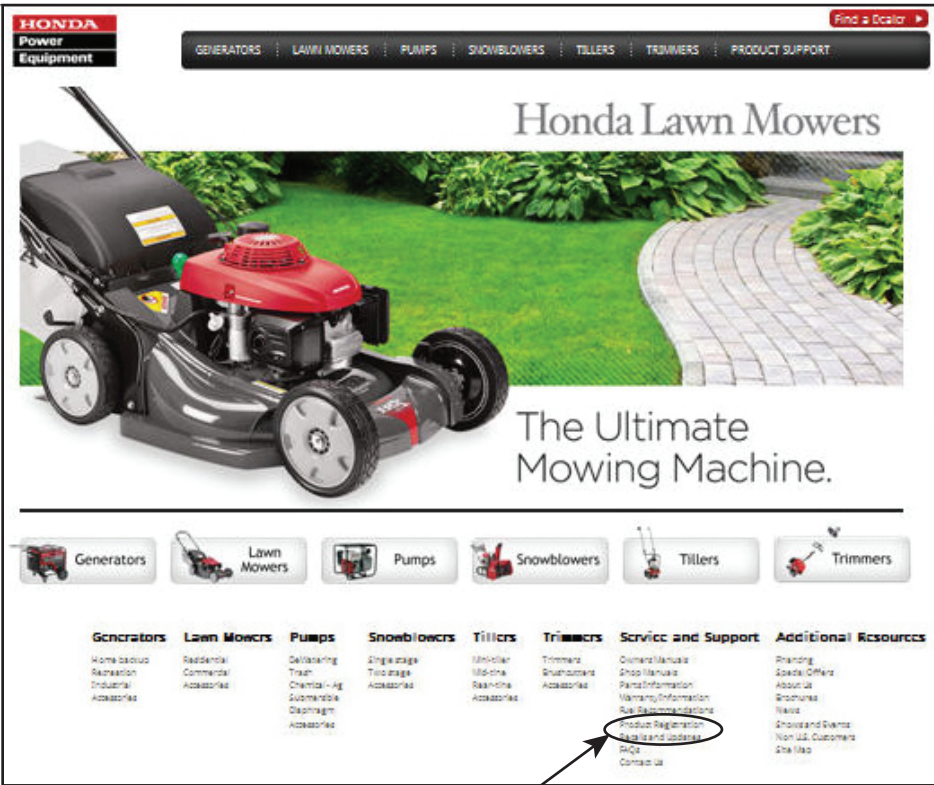 HONDA
Power
Equipment
Find a Dealer
GENERATORS LAWN MOWERS PUMPS SNOWBLOWERS TILLERS TRIMMERS PRODUCT SUPPORT
Honda Lawn Mowers
The Ultimate
Mowing Machine.
Generators
Lawn
Mowers
Pumps
Snowblowers
Tillers
Trimmers
Generators
Home backup
Recreation
Industrial
Accessories
Lawn Mowers
Residential
Commercial
Accessories
Pumps
DeWatering
Trash
Chemical - Ag
Submersible
Diaphragm
Accessories
Snowblowers
Single stage
Two stage
Accessories
Tillers
Mini-tiller
Mid-tine
Rear-tine
Accessories
Trimmers
Trimmers
Brushcutters
Accessories
Service and Support
Owners Manuals
Shop Manuals
Parts Information
Warranty Information
Fuel Recommendations
Product Registration
Recalls and Updates
FAQs
Contact Us
Additional Resources
Financing
Special Offers
About Us
Brochures
News
Shows and Events
Non U.S. Customers
Site Map